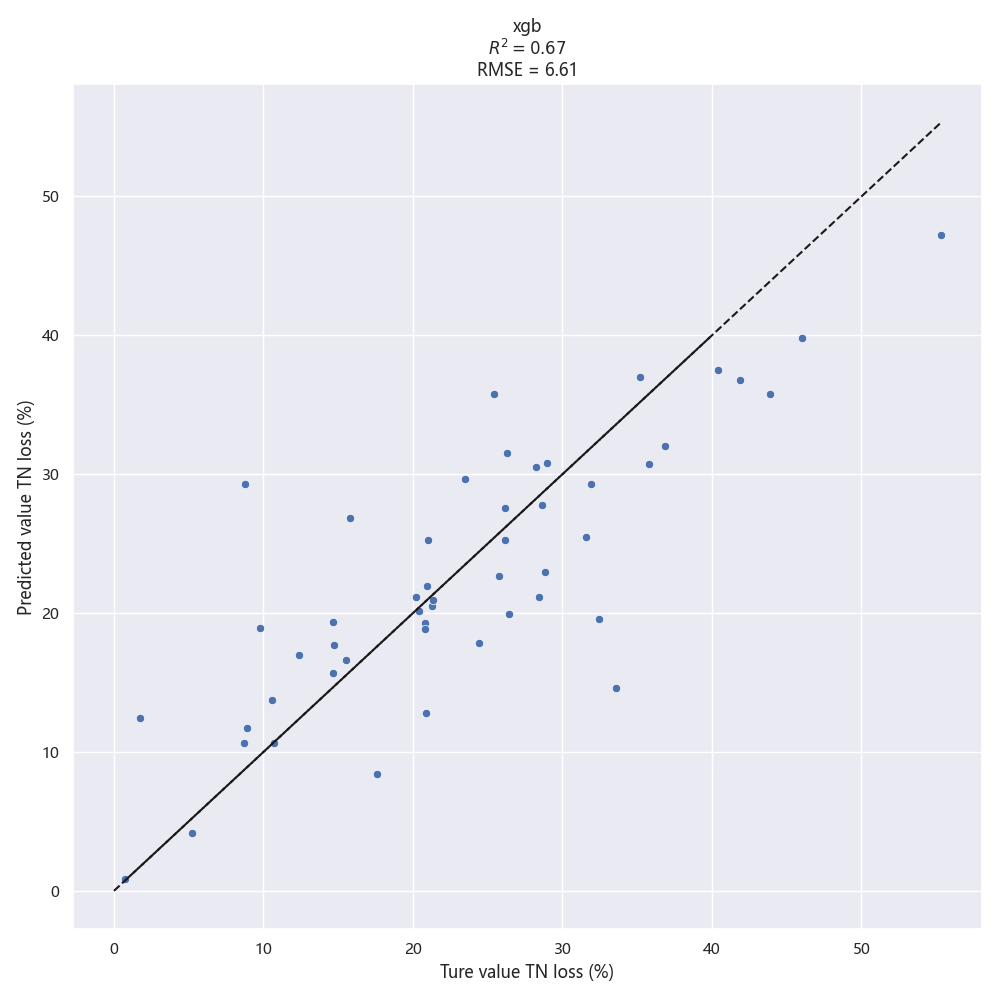 xgb
R² = 0.67
RMSE = 6.61
Predicted value TN loss (%)
50
40
30
20
10
0
0 10 20 30 40 50
Ture value TN loss (%)